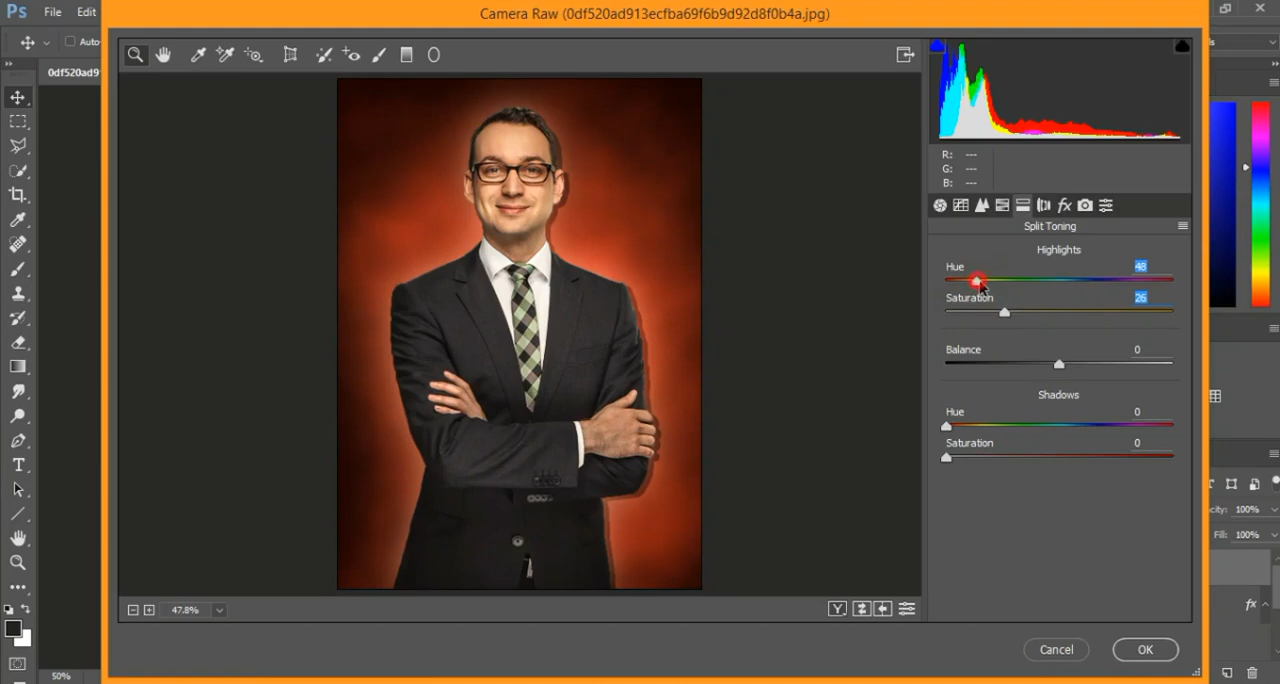 Ps File Edit
Camera Raw (0df520ad913ecfba69f6b9d92d8f0b4a.jpg)
Auto
0df520ad9
R: ---
G: ---
B: ---
fx
Split Toning
Highlights
Hue 48
Saturation 26
Balance 0
Shadows
Hue 0
Saturation 0
T
47.8%
Y
100%
Fill: 100%
fx
Cancel OK
50%